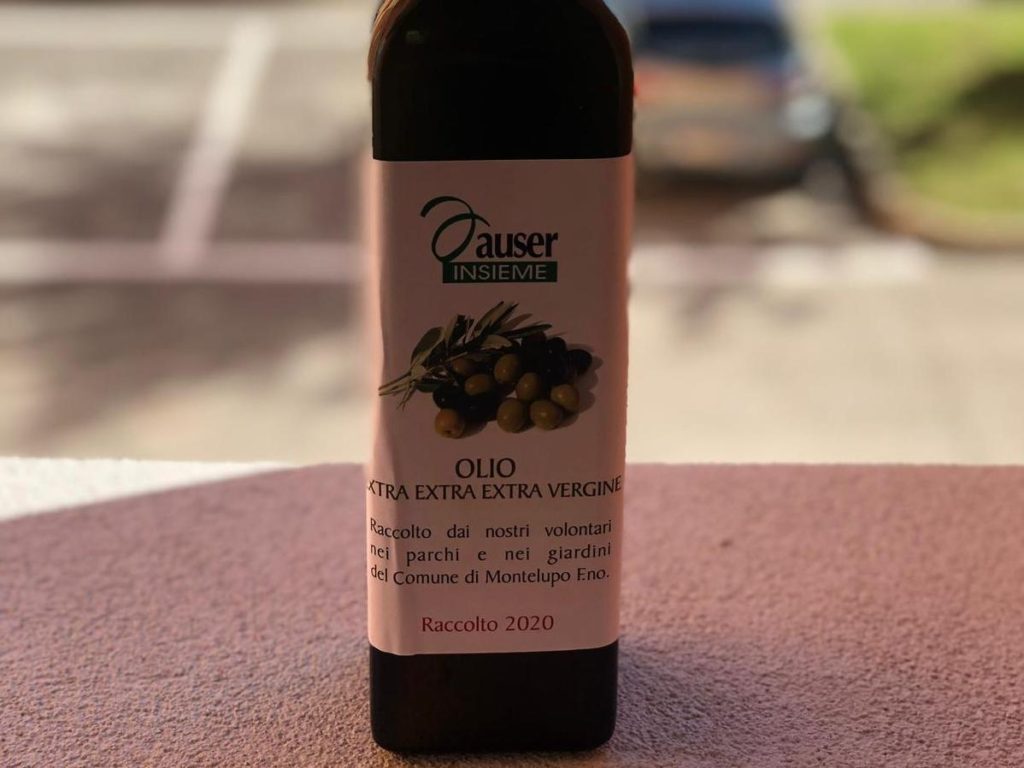 auser
INSIEME
OLIO
XTRA EXTRA EXTRA VERGINE
Raccolto dai nostri volontari
nei parchi e nei giardini
del Comune di Montelupo Fno.
Raccolto 2020